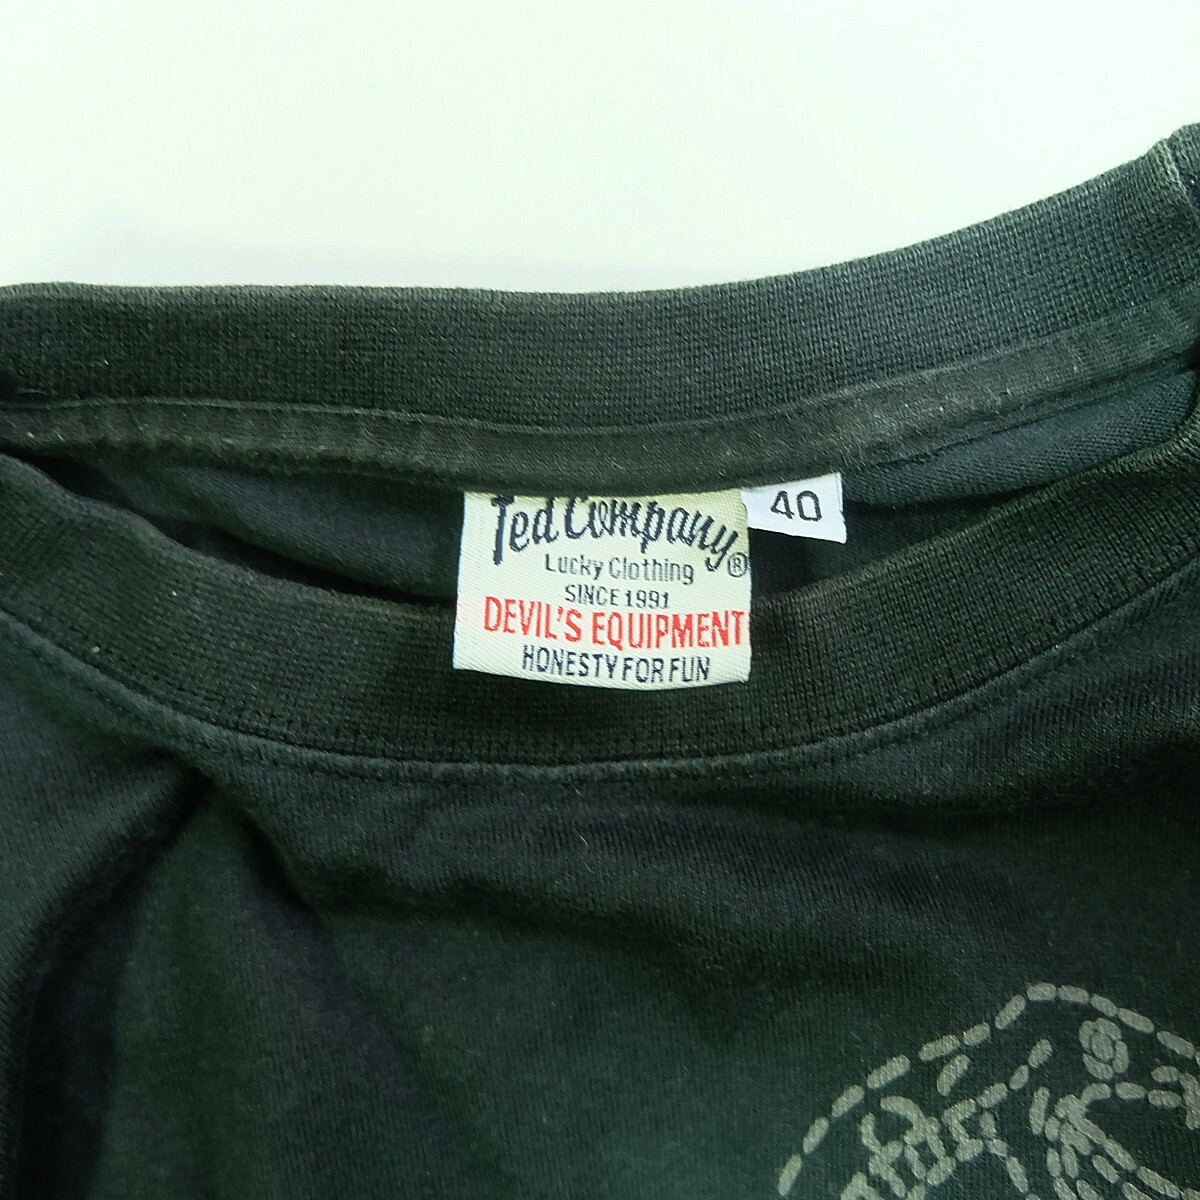 Ted Company®
Lucky Clothing
SINCE 1991
DEVIL'S EQUIPMENT
HONESTY FOR FUN
40